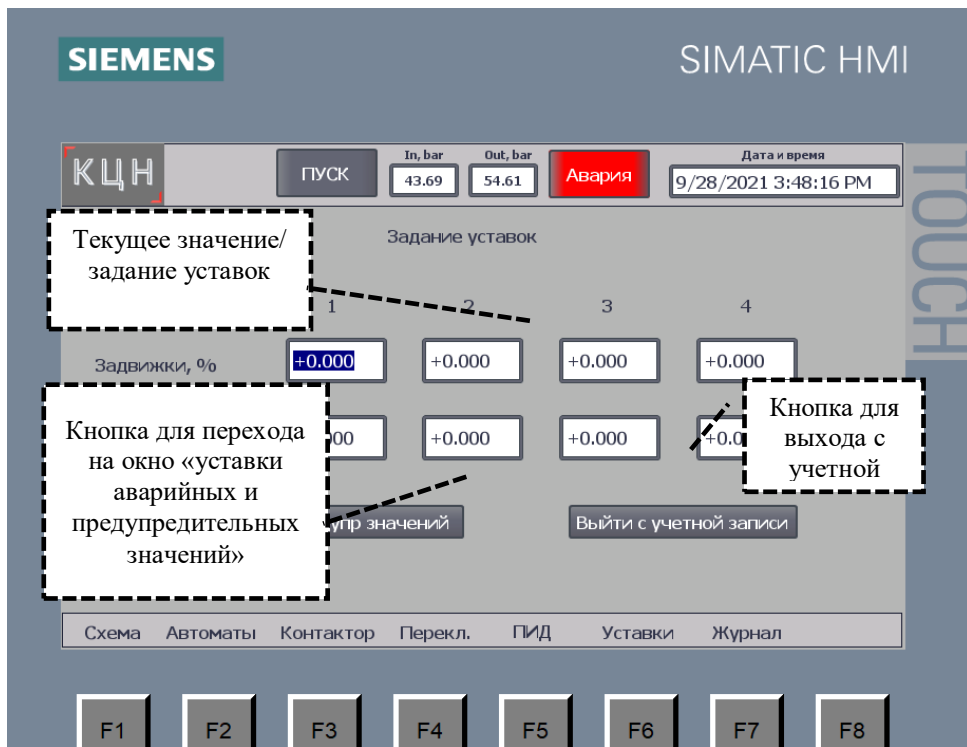 SIEMENS
SIMATIC HMI
TOUCH
КЦН
ПУСК
In, bar
43.69
Out, bar
54.61
Авария
Дата и время
9/28/2021 3:48:16 PM
Текущее значение/
задание уставок
Задание уставок
1 2 3 4
Задвижки, %
+0.000 +0.000 +0.000 +0.000
Кнопка для перехода
на окно «уставки
аварийных и
предупредительных
значений»
+0.000 +0.000
Кнопка для
выхода с
учетной
значений
Выйти с учетной записи
Схема Автоматы Контактор Перекл. ПИД Уставки Журнал
F1 F2 F3 F4 F5 F6 F7 F8